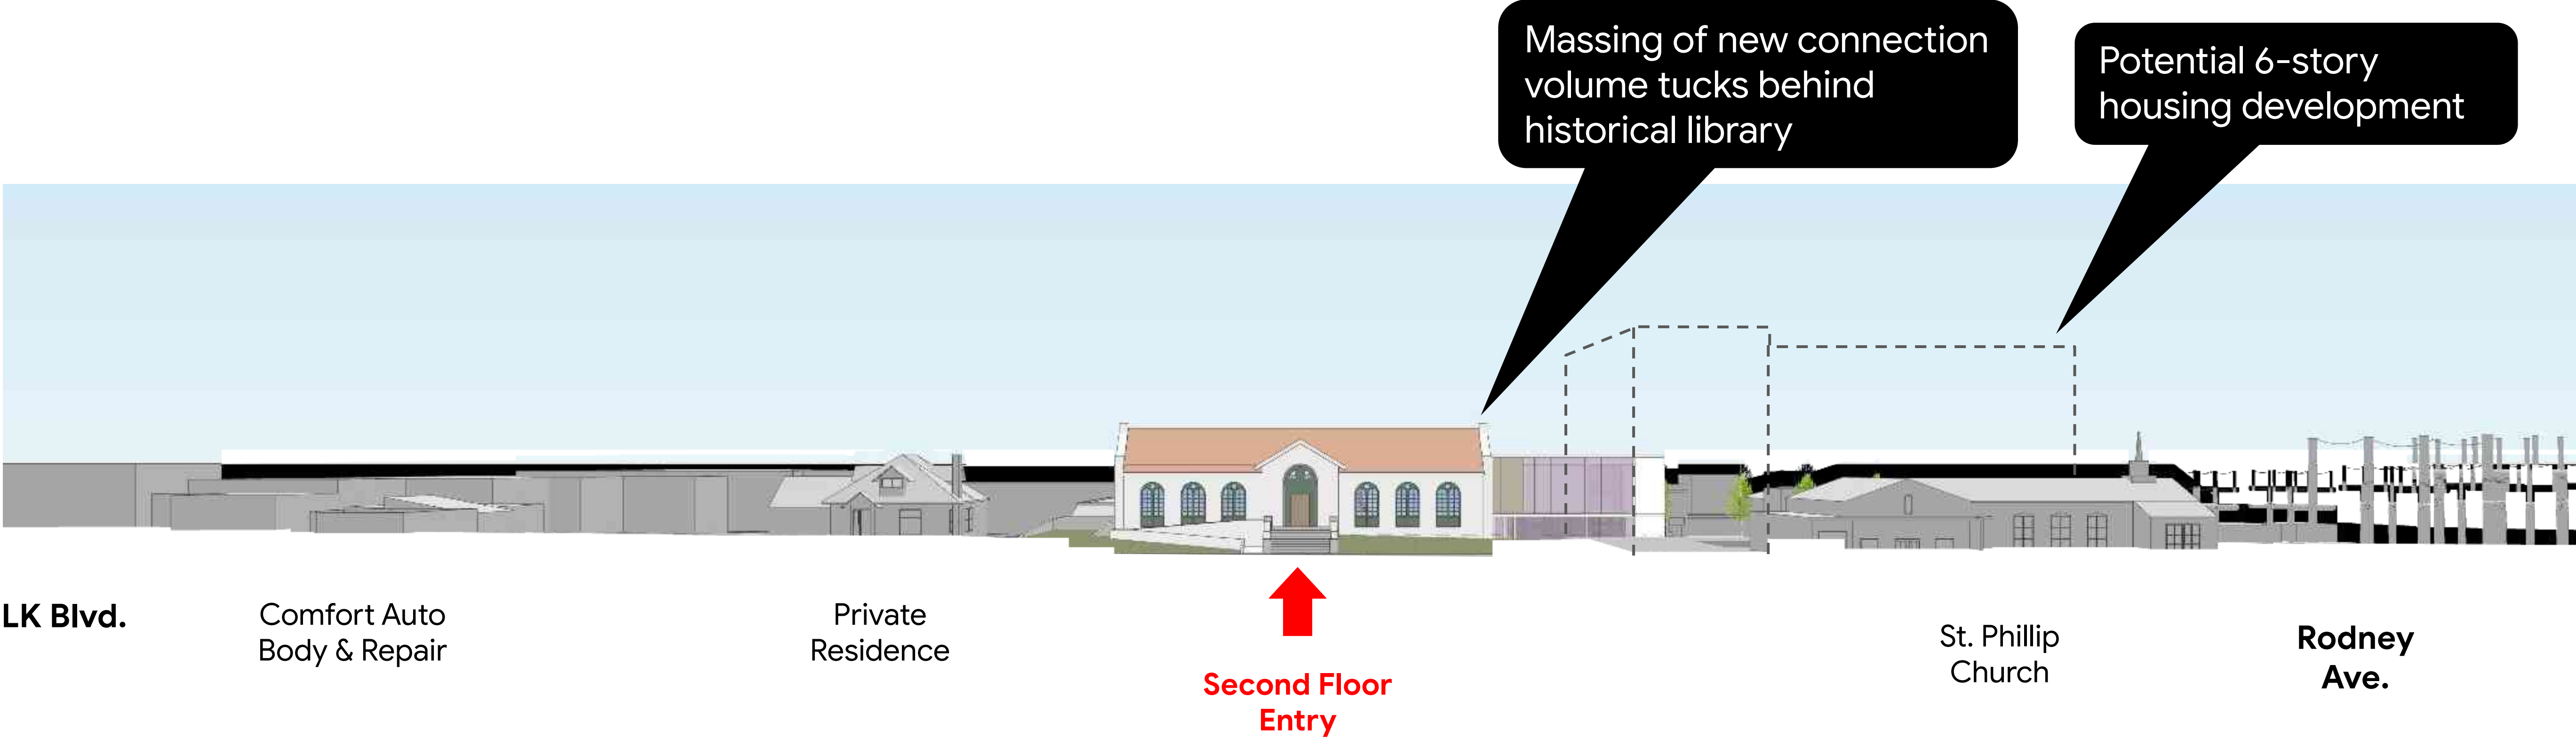 Massing of new connection
volume tucks behind
historical library
Potential 6-story
housing development
LK Blvd.
Comfort Auto
Body & Repair
Private
Residence
Second Floor
Entry
St. Phillip
Church
Rodney
Ave.